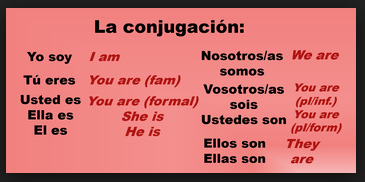 La conjugación:
Yo soy I am
Tú eres You are (fam)
Usted es You are (formal)
Ella es She is
El es He is
Nosotros/as We are
somos
Vosotros/as You are
sois (pl/inf.)
Ustedes son You are
(pl/form)
Ellos son They
Ellas son are